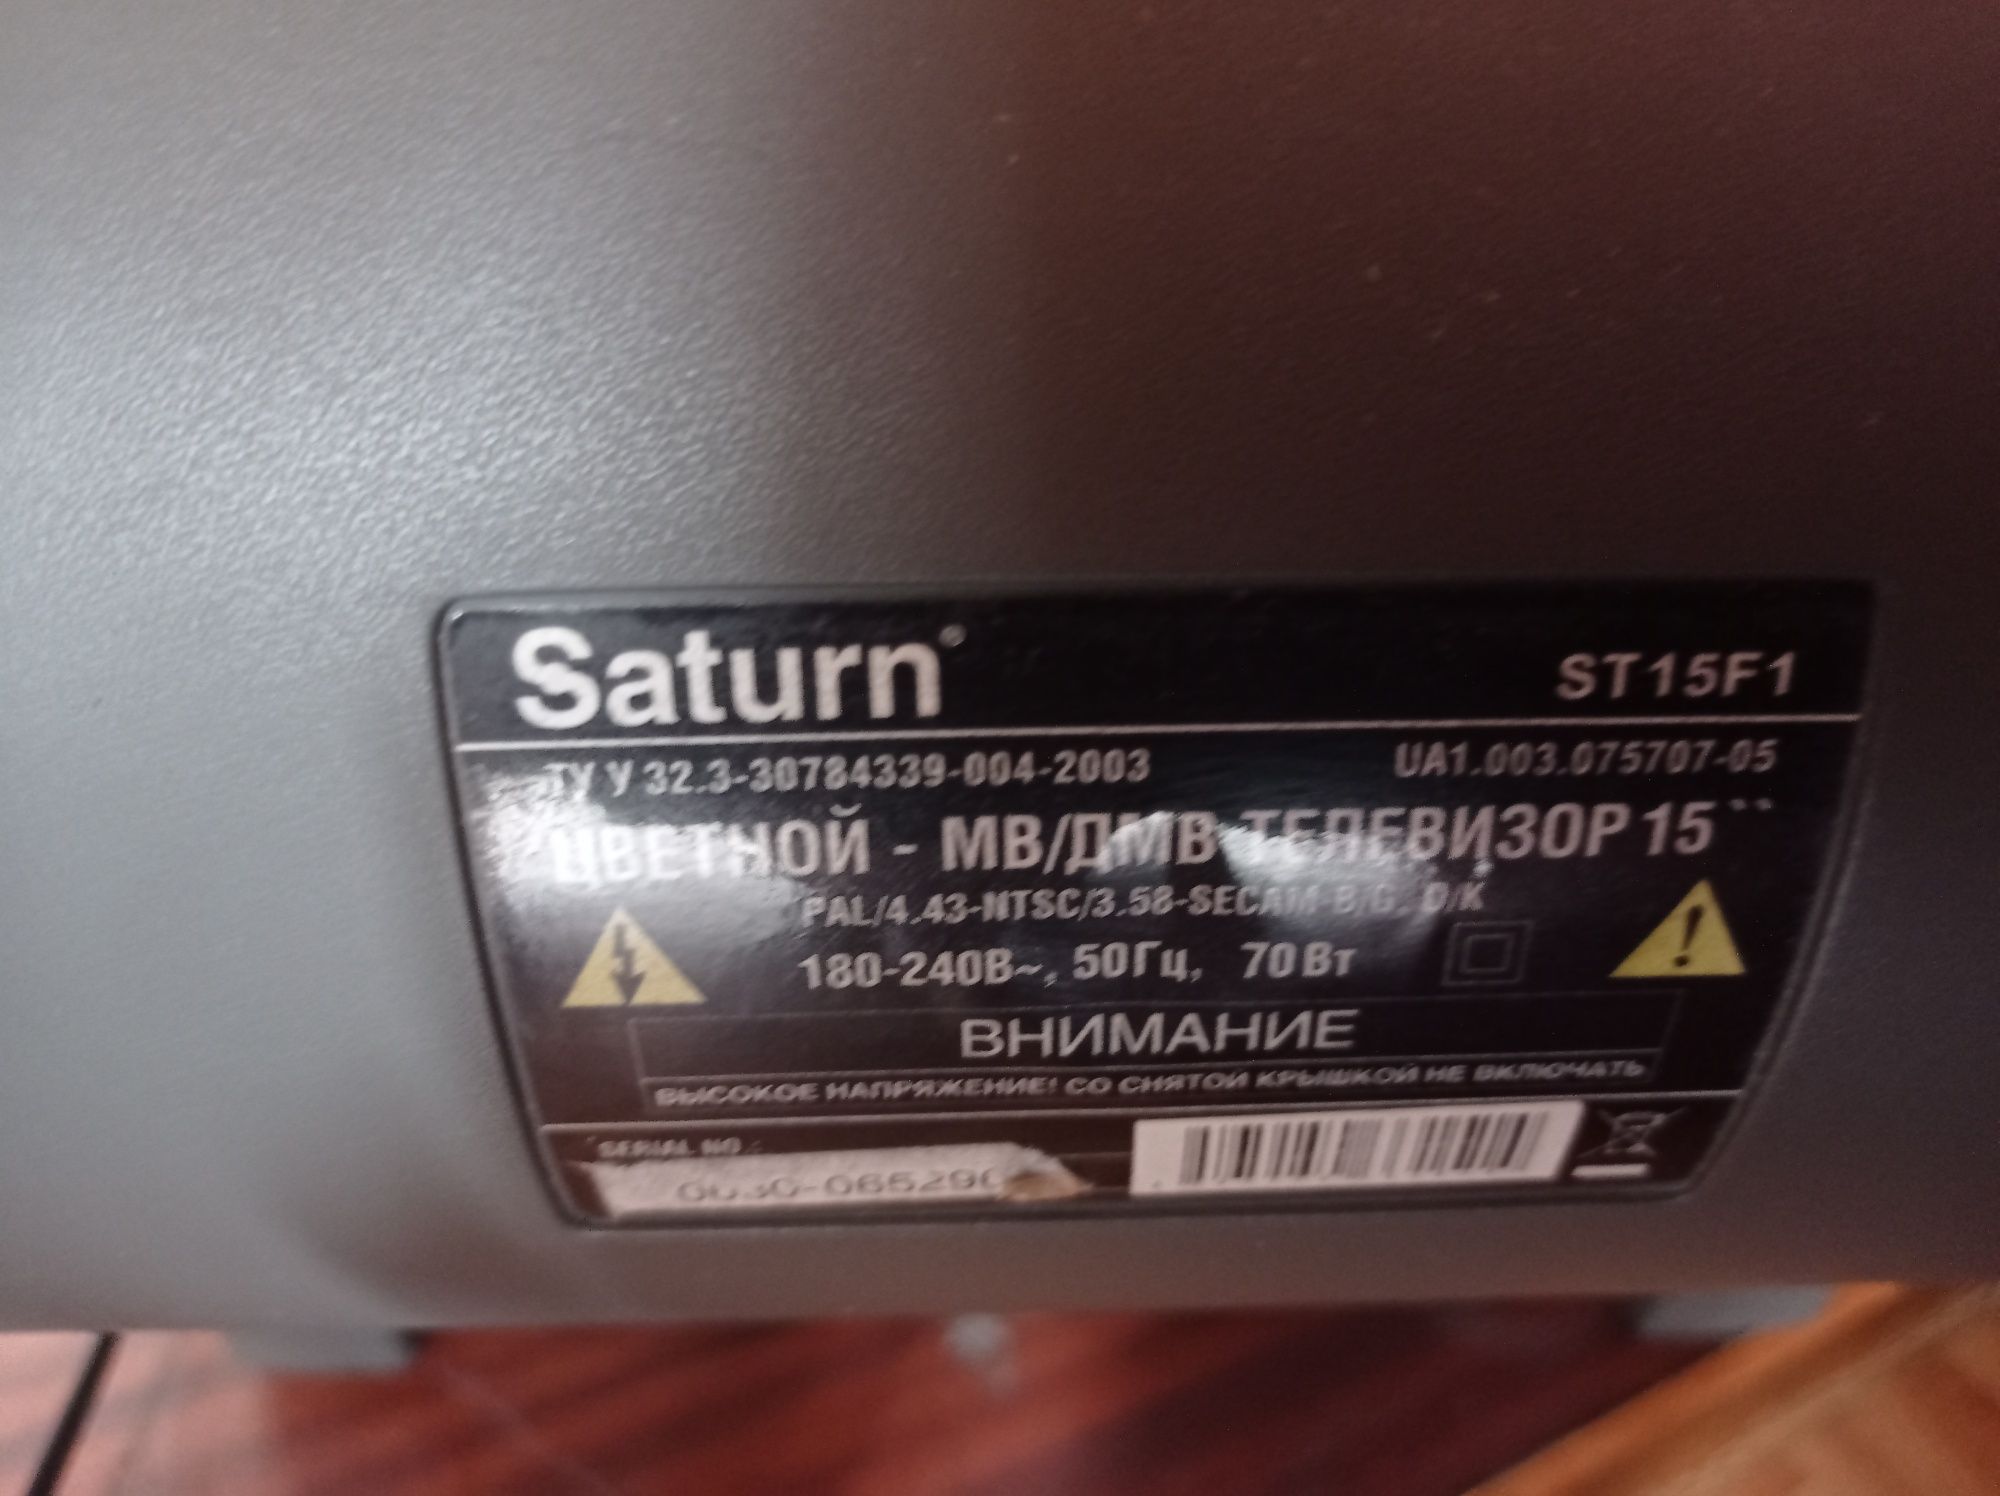 Saturn®
ST15F1
ТУ У 32.3-30784339-004-2003
UA1.003.075707-05
ЦВЕТНОЙ - МВ/ДМВ ТЕЛЕВИЗОР 15``
PAL/4.43-NTSC/3.58-SECAM-B/G, D/K
180-240В~, 50Гц, 70Вт
ВНИМАНИЕ
ВЫСОКОЕ НАПРЯЖЕНИЕ! СО СНЯТОЙ КРЫШКОЙ НЕ ВКЛЮЧАТЬ
SERIAL NO.: